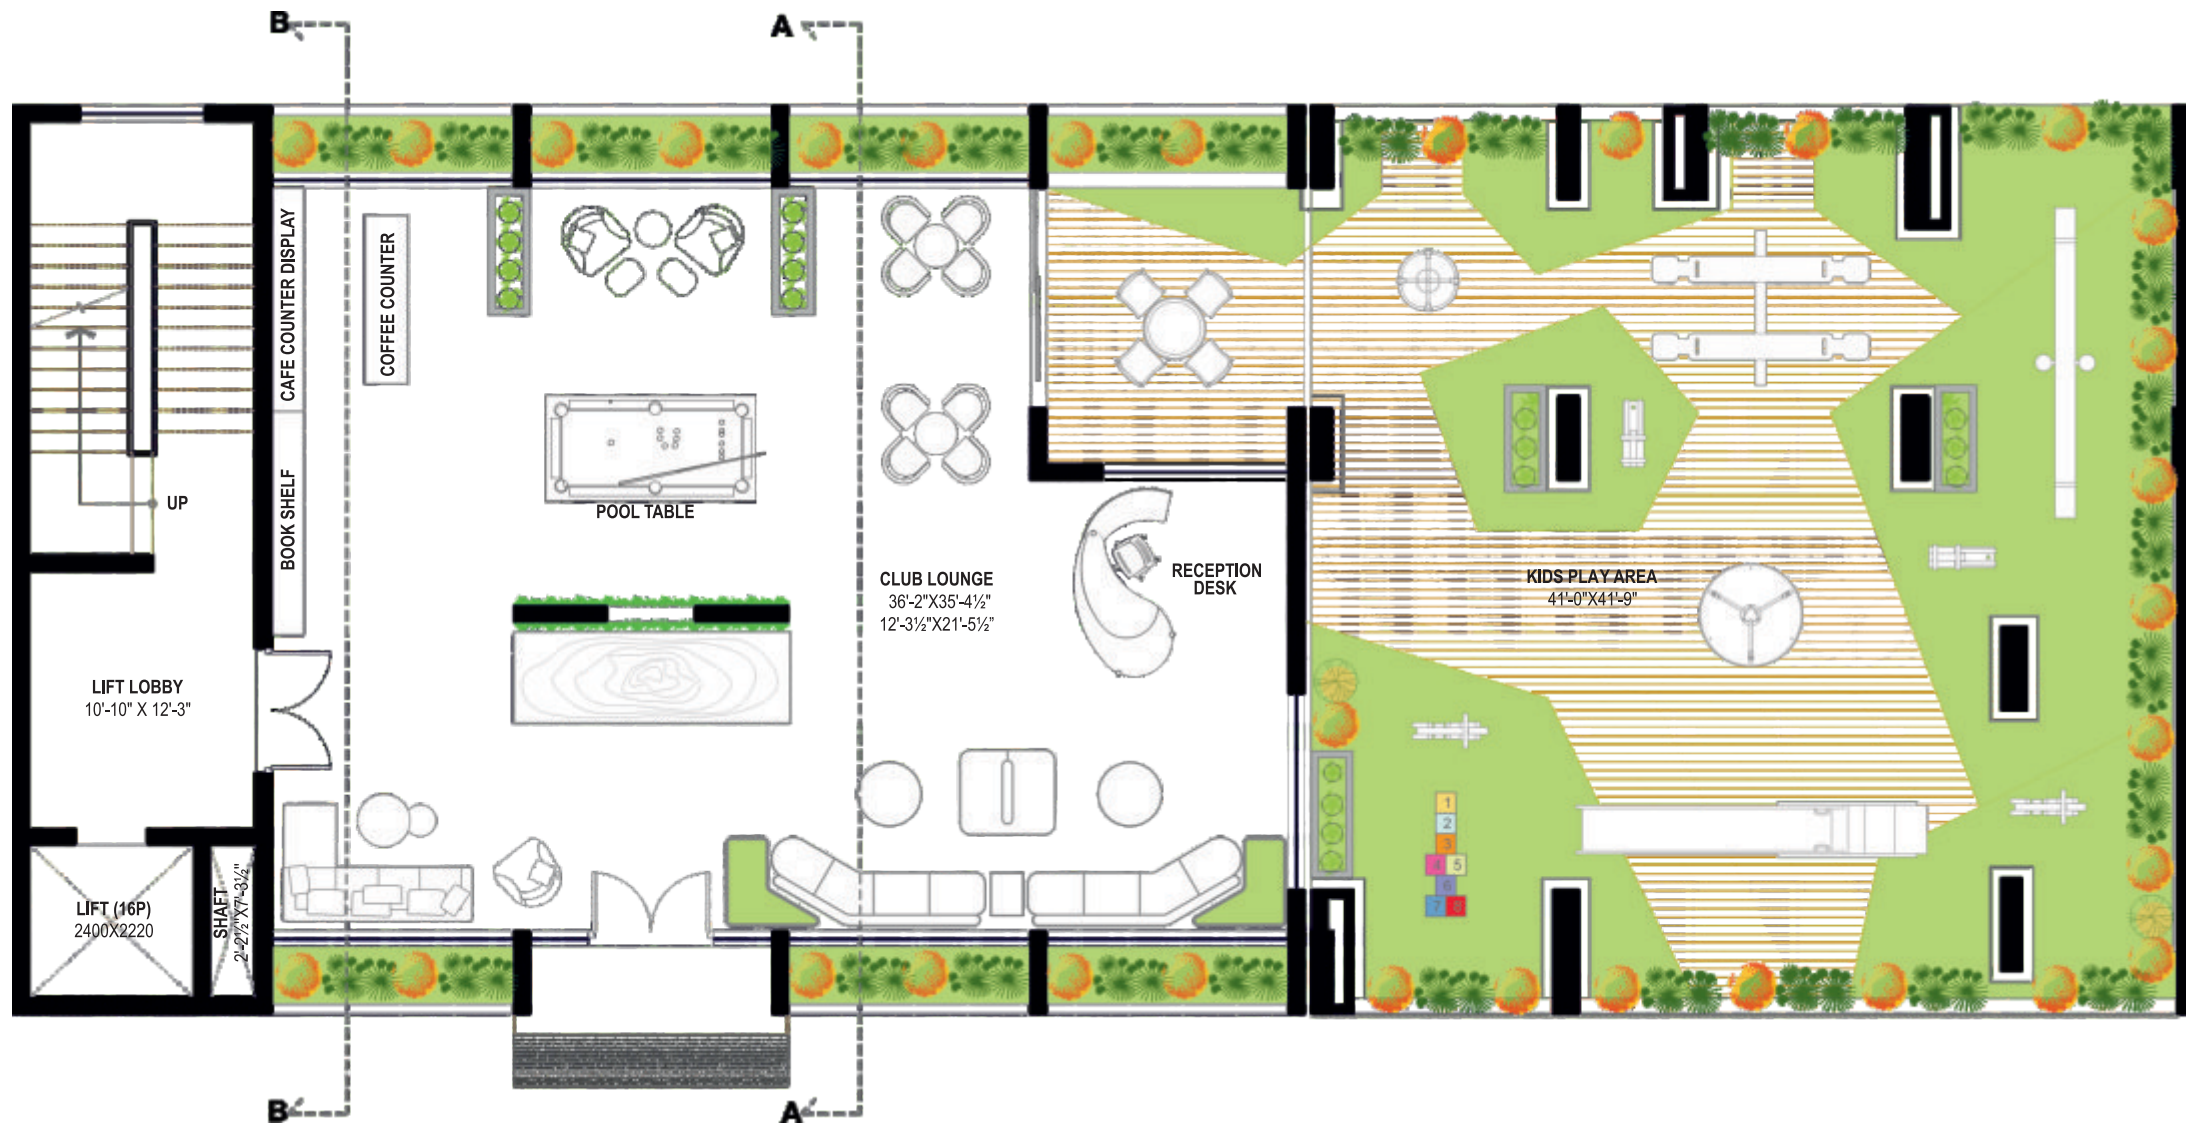 B
A
CAFE COUNTER DISPLAY
COFFEE COUNTER
BOOK SHELF
UP
POOL TABLE
CLUB LOUNGE
36'-2"X35'-4½"
12'-3½"X21'-5½"
RECEPTION
DESK
KIDS PLAY AREA
41'-0"X41'-9"
LIFT LOBBY
10'-10" X 12'-3"
LIFT (16P)
2400X2220
SHAFT
2'-2½"X7'-3½"
1
2
3
4 5
6
7 8
B
A